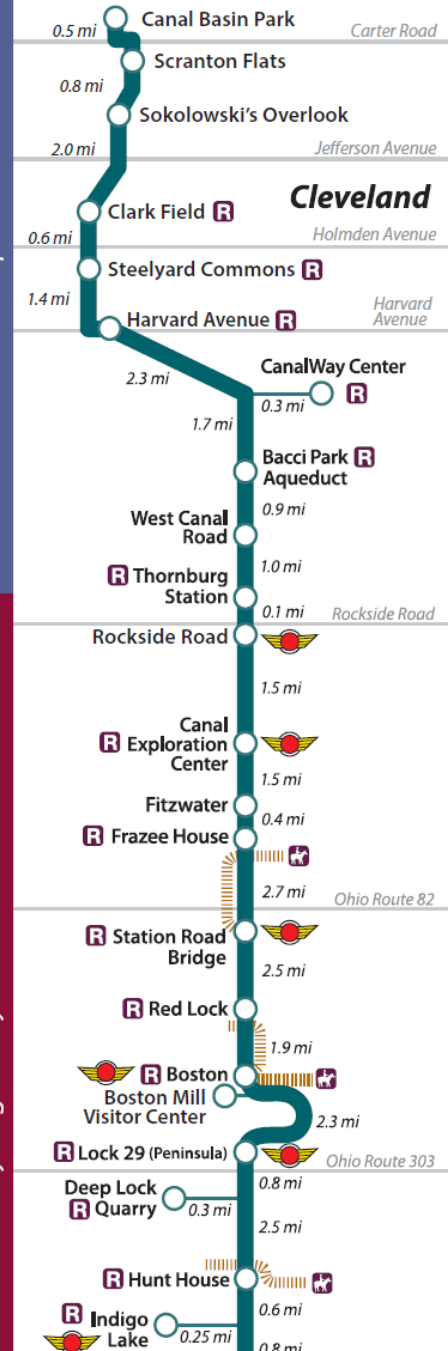 Canal Basin Park
0.5 mi
Carter Road
Scranton Flats
0.8 mi
Sokolowski's Overlook
2.0 mi
Jefferson Avenue
Cleveland
Clark Field R
0.6 mi
Holmden Avenue
Steelyard Commons R
1.4 mi
Harvard
Avenue
Harvard Avenue R
CanalWay Center
2.3 mi
0.3 mi
R
1.7 mi
Bacci Park R
Aqueduct
0.9 mi
West Canal
Road
1.0 mi
R Thornburg
Station
0.1 mi
Rockside Road
Rockside Road
1.5 mi
Canal
R Exploration
Center
1.5 mi
Fitzwater
0.4 mi
R Frazee House
2.7 mi
Ohio Route 82
R Station Road
Bridge
2.5 mi
R Red Lock
1.9 mi
R Boston
Boston Mill
Visitor Center
2.3 mi
R Lock 29 (Peninsula)
Ohio Route 303
0.8 mi
Deep Lock
R Quarry
0.3 mi
2.5 mi
R Hunt House
0.6 mi
R Indigo
Lake
0.25 mi
0.8 mi